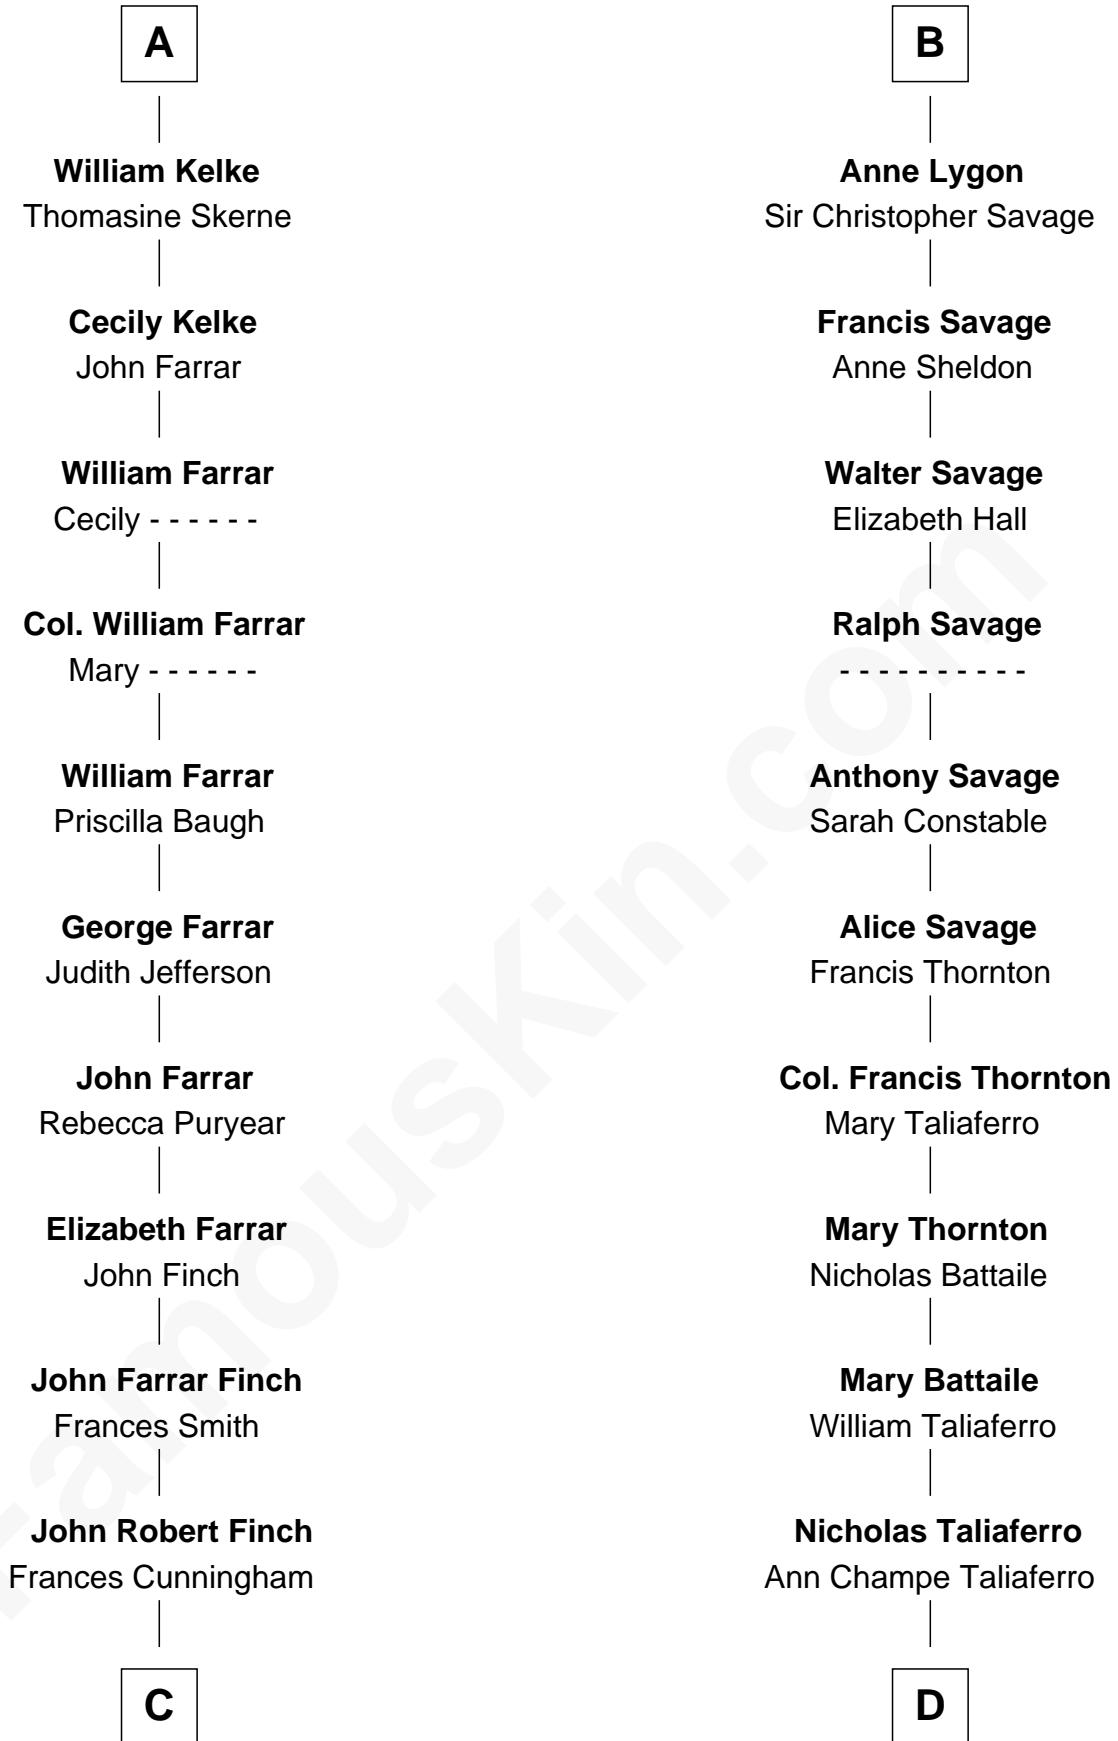 A
William Kelke
Thomasine Skerne
Cecily Kelke
John Farrar
William Farrar
Cecily - - - - - -
Col. William Farrar
Mary - - - - - -
William Farrar
Priscilla Baugh
George Farrar
Judith Jefferson
John Farrar
Rebecca Puryear
Elizabeth Farrar
John Finch
John Farrar Finch
Frances Smith
John Robert Finch
Frances Cunningham
C
B
Anne Lygon
Sir Christopher Savage
Francis Savage
Anne Sheldon
Walter Savage
Elizabeth Hall
Ralph Savage
- - - - - - - - - -
Anthony Savage
Sarah Constable
Alice Savage
Francis Thornton
Col. Francis Thornton
Mary Taliaferro
Mary Thornton
Nicholas Battaile
Mary Battaile
William Taliaferro
Nicholas Taliaferro
Ann Champe Taliaferro
D
FamousKin.com